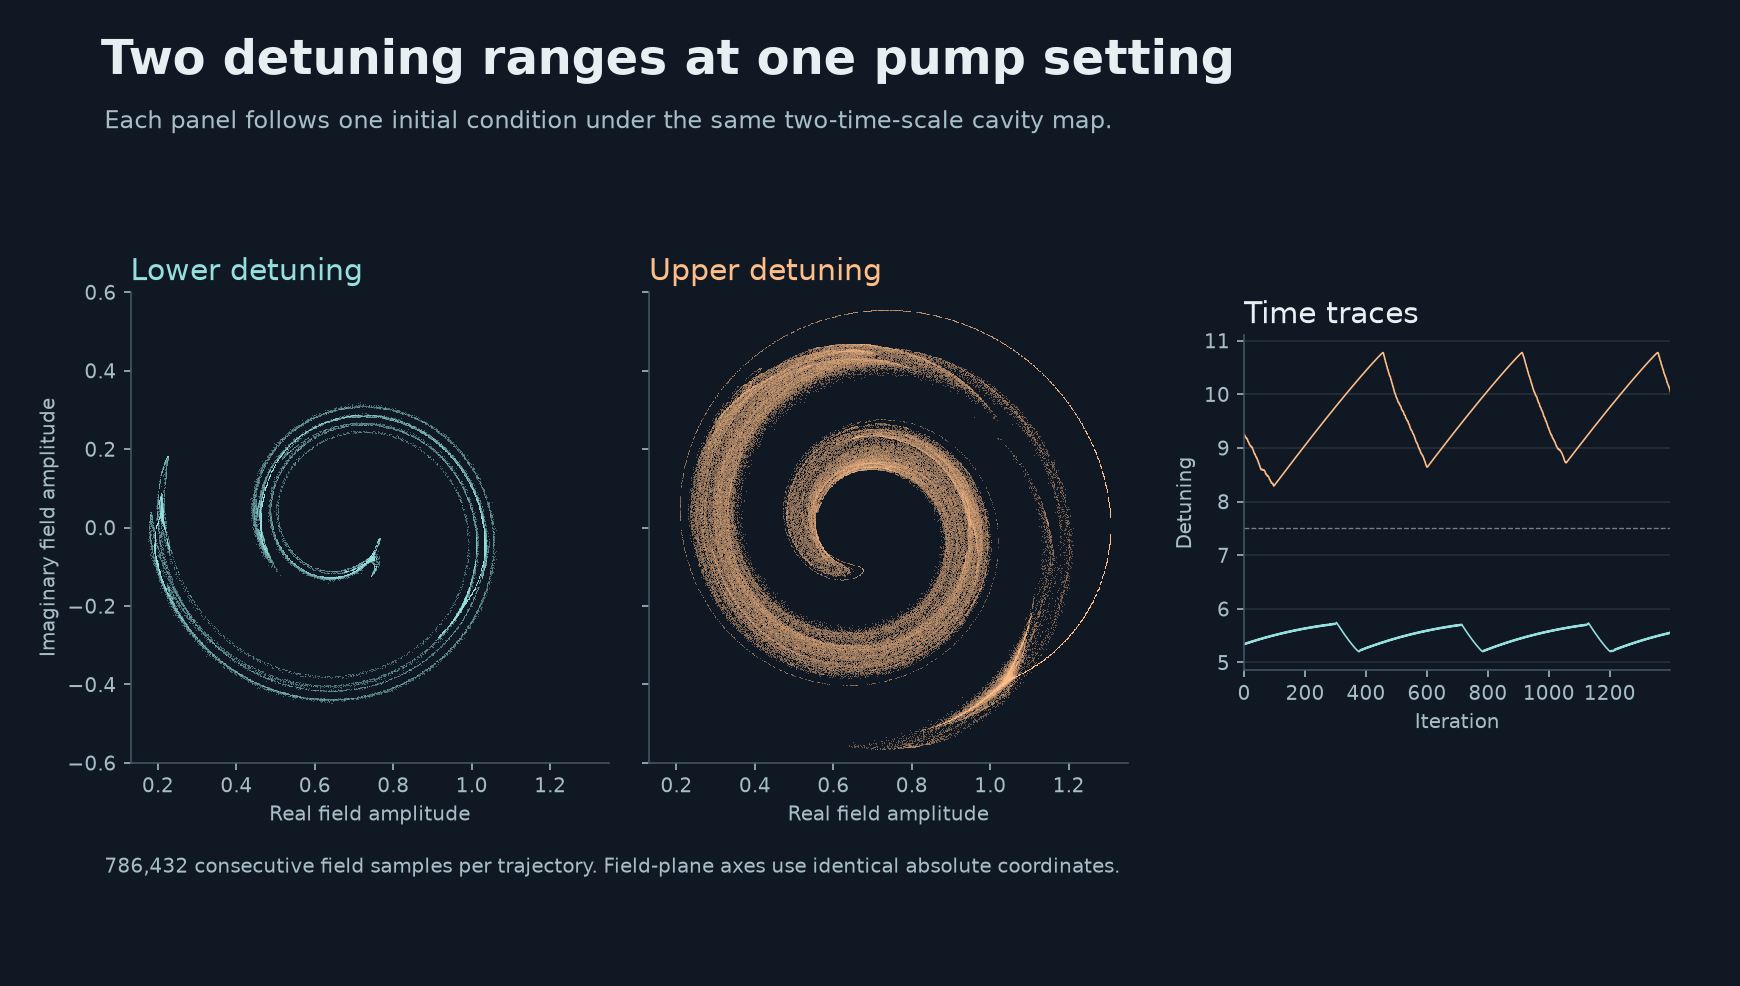 Two detuning ranges at one pump setting
Each panel follows one initial condition under the same two-time-scale cavity map.
Lower detuning
Imaginary field amplitude
0.6
0.4
0.2
0.0
−0.2
−0.4
−0.6
0.2 0.4 0.6 0.8 1.0 1.2
Real field amplitude
Upper detuning
0.2 0.4 0.6 0.8 1.0 1.2
Real field amplitude
Time traces
Detuning
11
10
9
8
7
6
5
0 200 400 600 800 1000 1200
Iteration
786,432 consecutive field samples per trajectory. Field-plane axes use identical absolute coordinates.